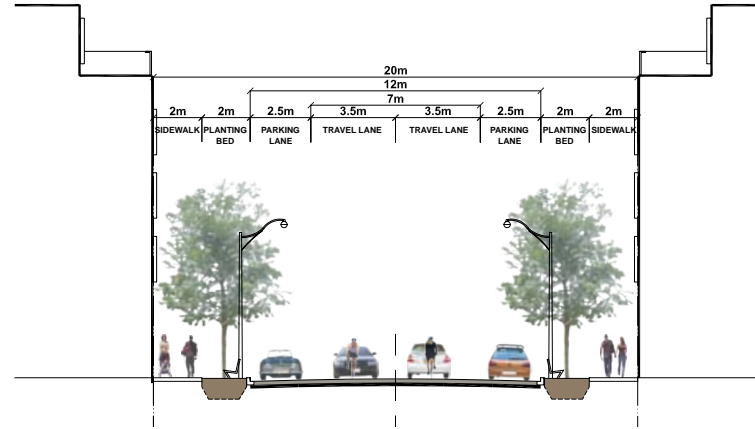 20m
12m
7m
2m 2m 2.5m 3.5m 3.5m 2.5m 2m 2m
SIDEWALK PLANTING BED PARKING LANE TRAVEL LANE TRAVEL LANE PARKING LANE PLANTING BED SIDEWALK